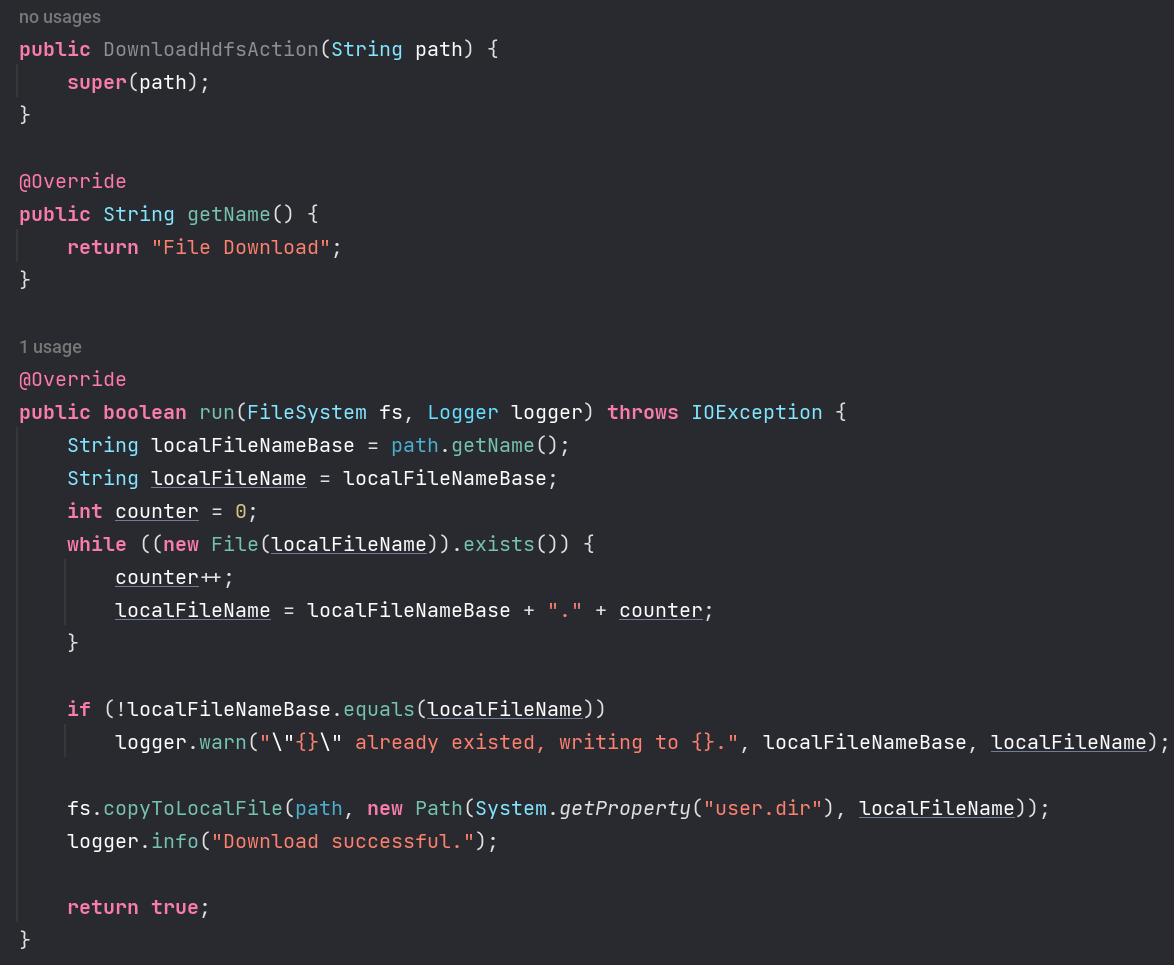 no usages
public DownloadHdfsAction(String path) {
    super(path);
}

@Override
public String getName() {
    return "File Download";
}

1 usage
@Override
public boolean run(FileSystem fs, Logger logger) throws IOException {
    String localFileNameBase = path.getName();
    String localFileName = localFileNameBase;
    int counter = 0;
    while ((new File(localFileName)).exists()) {
        counter++;
        localFileName = localFileNameBase + "." + counter;
    }

    if (!localFileNameBase.equals(localFileName))
        logger.warn("\"{}\" already existed, writing to {}.", localFileNameBase, localFileName);

    fs.copyToLocalFile(path, new Path(System.getProperty("user.dir"), localFileName));
    logger.info("Download successful.");

    return true;
}